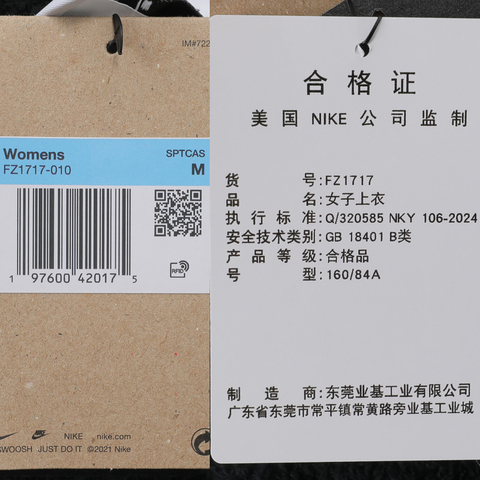 IM#722
Womens
FZ1717-010
SPTCAS
M
RFID
1 97600 42017 5
NIKE nike.com
SWOOSH JUST DO IT ©2021 Nike
合格证
美国 NIKE 公司监制
货号:FZ1717
品名:女子上衣
执行标准:Q/320585 NKY 106-2024
安全技术类别:GB 18401 B类
产品等级:合格品
号型:160/84A
制造商:东莞业基工业有限公司
广东省东莞市常平镇常黄路旁业基工业城